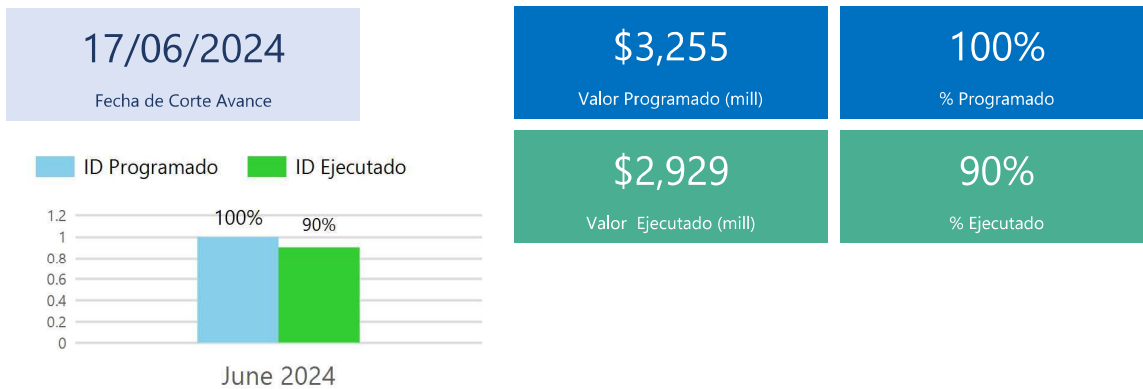 17/06/2024
Fecha de Corte Avance
$3,255
Valor Programado (mill)
100%
% Programado
$2,929
Valor  Ejecutado (mill)
90%
% Ejecutado
ID Programado
ID Ejecutado
1.2
1
0.8
0.6
0.4
0.2
0
100%
90%
June 2024